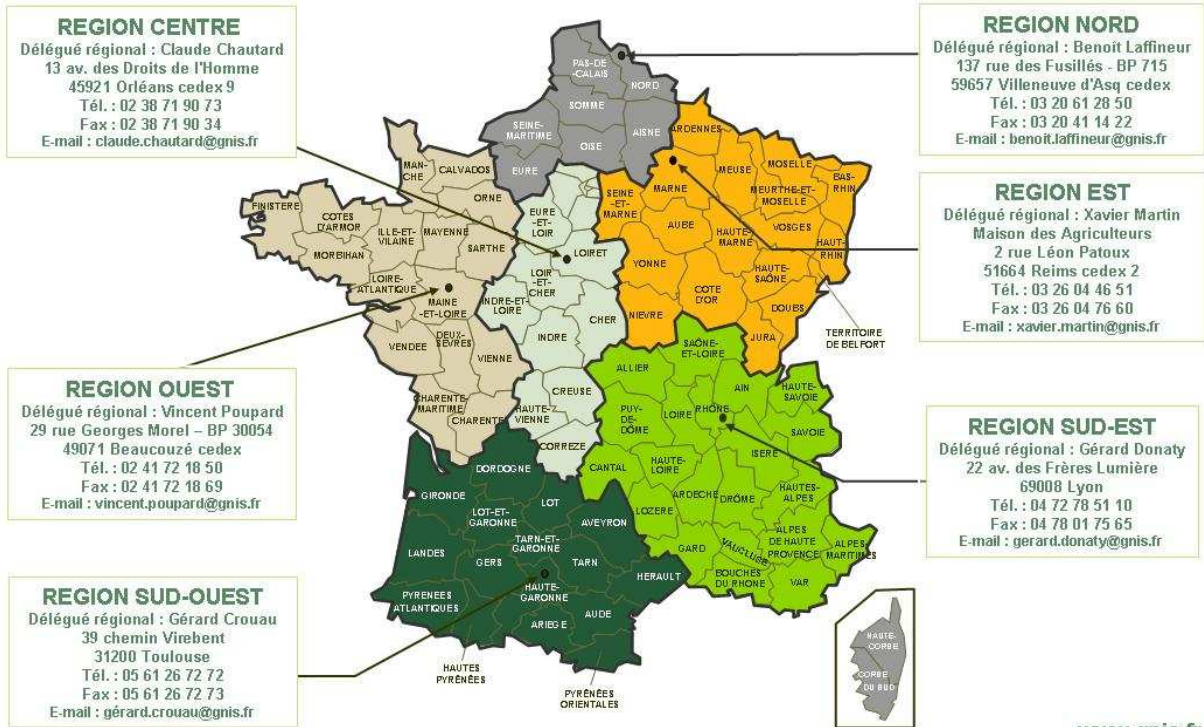 REGION CENTRE
Délégué régional : Claude Chautard
13 av. des Droits de l'Homme
45921 Orléans cedex 9
Tél. : 02 38 71 90 73
Fax : 02 38 71 90 34
E-mail : claude.chautard@gnis.fr
REGION NORD
Délégué régional : Benoît Laffineur
137 rue des Fusillés - BP 715
59657 Villeneuve d'Asq cedex
Tél. : 03 20 61 28 50
Fax : 03 20 41 14 22
E-mail : benoit.laffineur@gnis.fr
REGION EST
Délégué régional : Xavier Martin
Maison des Agriculteurs
2 rue Léon Patoux
51664 Reims cedex 2
Tél. : 03 26 04 46 51
Fax : 03 26 04 76 60
E-mail : xavier.martin@gnis.fr
REGION OUEST
Délégué régional : Vincent Poupard
29 rue Georges Morel – BP 30054
49071 Beaucouzé cedex
Tél. : 02 41 72 18 50
Fax : 02 41 72 18 69
E-mail : vincent.poupard@gnis.fr
REGION SUD-EST
Délégué régional : Gérard Donaty
22 av. des Frères Lumière
69008 Lyon
Tél. : 04 72 78 51 10
Fax : 04 78 01 75 65
E-mail : gerard.donaty@gnis.fr
REGION SUD-OUEST
Délégué régional : Gérard Crouau
39 chemin Virebent
31200 Toulouse
Tél. : 05 61 26 72 72
Fax : 05 61 26 72 73
E-mail : gérard.crouau@gnis.fr
PAS-DE
-CALAIS
NORD
SOMME
SEINE-
MARITIME
AISNE
OISE
EURE
ARDENNES
MARNE
MEUSE
MOSELLE
MEURTHE-ET-
MOSELLE
BAS-
RHIN
SEINE
-ET-
MARNE
AUBE
HAUTE-
MARNE
VOSGES
HAUT-
RHIN
YONNE
COTE
D'OR
HAUTE-
SAÔNE
NIEVRE
DOUBS
JURA
TERRITOIRE
DE BELFORT
MAN-
CHE
CALVADOS
ORNE
FINISTERE
COTES
D'ARMOR
ILLE-ET-
VILAINE
MAYENNE
MORBIHAN
SARTHE
LOIRE-
ATLANTIQUE
MAINE
-ET-LOIRE
VENDEE
DEUX-
SÈVRES
VIENNE
CHARENTE-
MARITIME
CHARENTE
EURE-
ET-
LOIR
LOIRET
LOIR
-ET-
CHER
INDRE-ET-
LOIRE
CHER
INDRE
CREUSE
HAUTE-
VIENNE
CORREZE
ALLIER
SAÔNE-
ET-LOIRE
AIN
HAUTE-
SAVOIE
PUY-
DE-
DÔME
LOIRE
RHÔNE
SAVOIE
ISERE
CANTAL
HAUTE-
LOIRE
ARDECHE
DRÔME
HAUTES-
ALPES
LOZERE
GARD
VAUCLUSE
ALPES
DE HAUTE
PROVENCE
ALPES-
MARITIMES
BOUCHES
DU RHONE
VAR
DORDOGNE
GIRONDE
LOT
LOT-ET-
GARONNE
AVEYRON
TARN-ET-
GARONNE
LANDES
GERS
TARN
HERAULT
HAUTE-
GARONNE
PYRENEES
ATLANTIQUES
AUDE
ARIEGE
HAUTES
PYRÉNÉES
PYRÉNÉES
ORIENTALES
HAUTE-
CORSE
CORSE
DU SUD